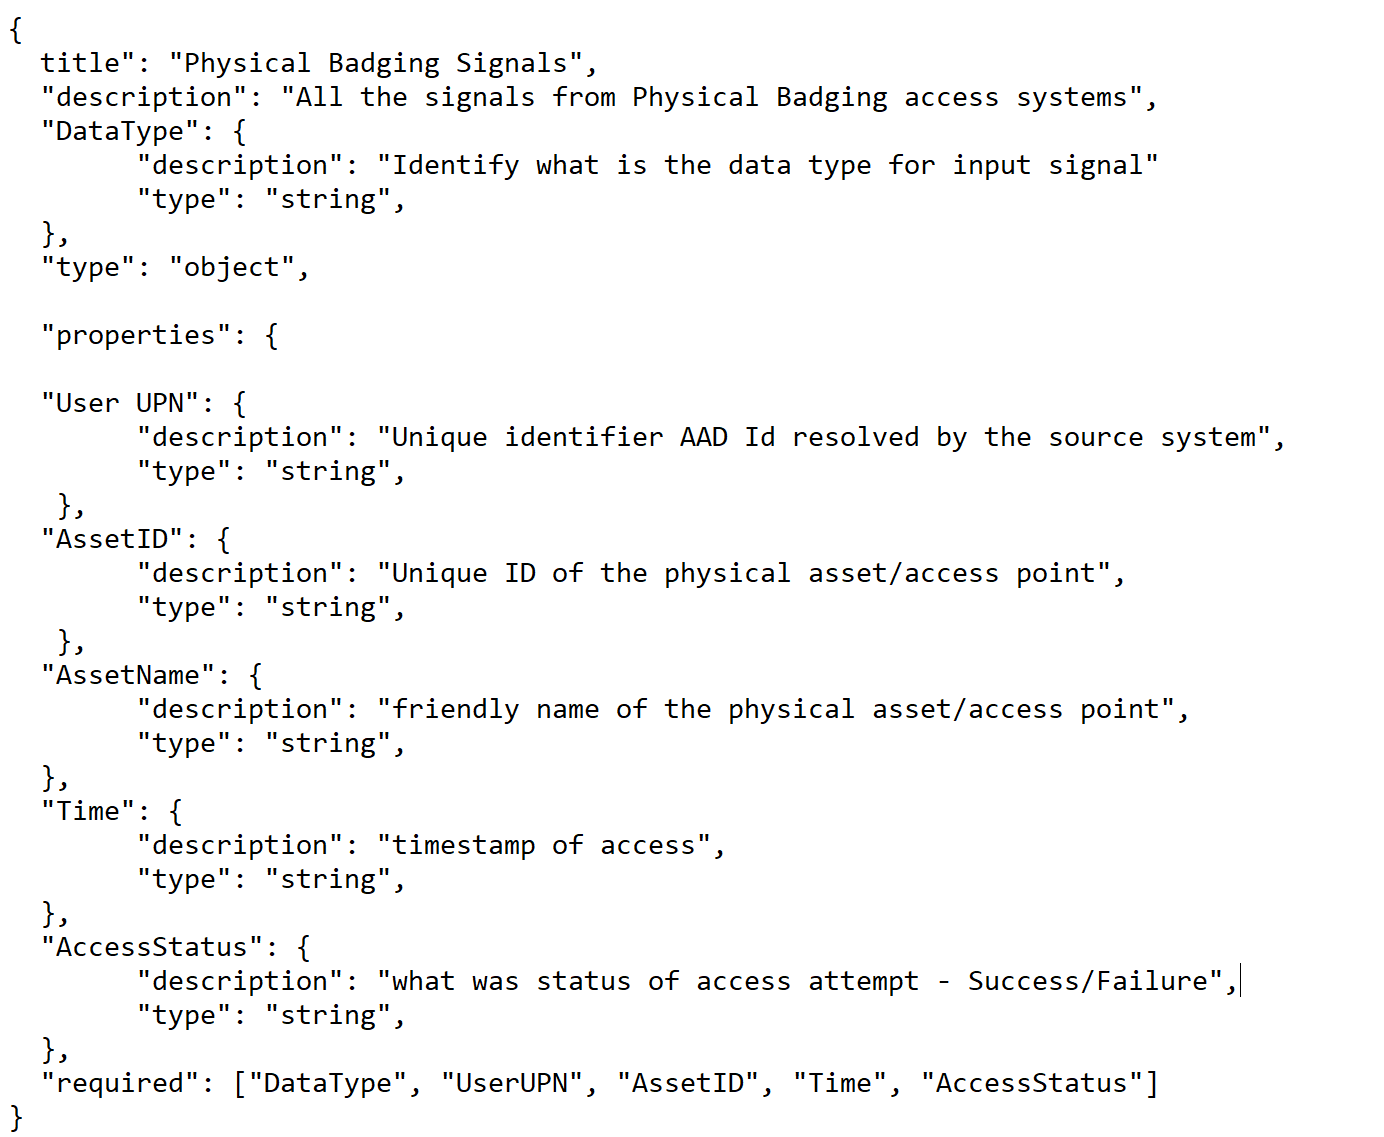 {
title": "Physical Badging Signals",
"description": "All the signals from Physical Badging access systems",
"DataType": {
"description": "Identify what is the data type for input signal"
"type": "string",
},
"type": "object",
"properties": {
"User UPN": {
"description": "Unique identifier AAD Id resolved by the source system",
"type": "string",
},
"AssetID": {
"description": "Unique ID of the physical asset/access point",
"type": "string",
},
"AssetName": {
"description": "friendly name of the physical asset/access point",
"type": "string",
},
"Time": {
"description": "timestamp of access",
"type": "string",
},
"AccessStatus": {
"description": "what was status of access attempt - Success/Failure",
"type": "string",
},
"required": ["DataType", "UserUPN", "AssetID", "Time", "AccessStatus"]
}